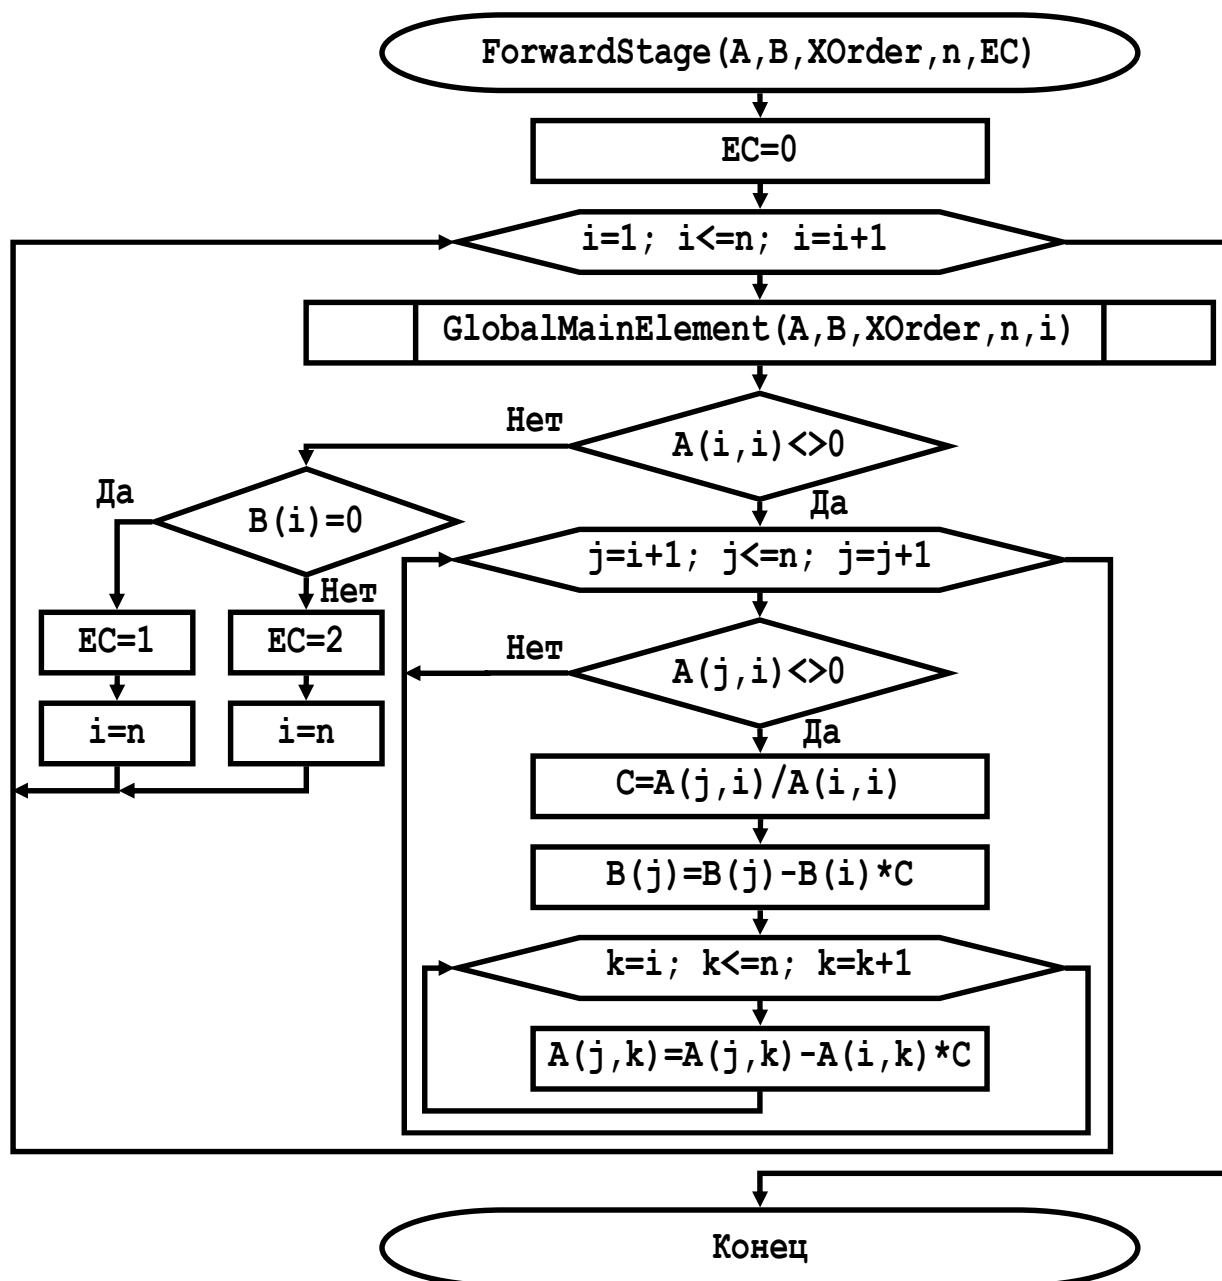 ForwardStage(A,B,XOrder,n,EC)
EC=0
i=1; i<=n; i=i+1
GlobalMainElement(A,B,XOrder,n,i)
Нет
A(i,i)<>0
Да
Да
B(i)=0
j=i+1; j<=n; j=j+1
Нет
EC=1
EC=2
Нет
A(j,i)<>0
i=n
i=n
Да
C=A(j,i)/A(i,i)
B(j)=B(j)-B(i)*C
k=i; k<=n; k=k+1
A(j,k)=A(j,k)-A(i,k)*C
Конец